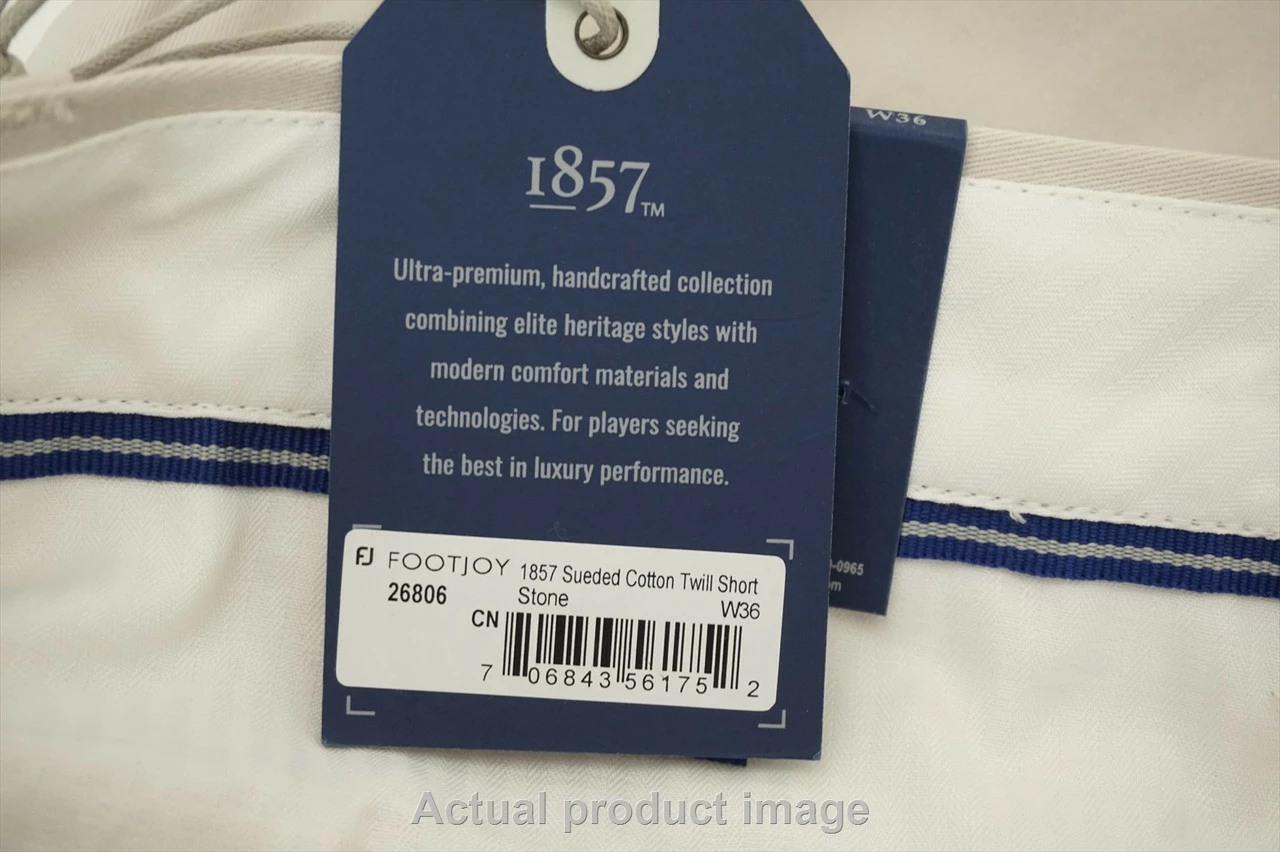 W36
1857™
Ultra-premium, handcrafted collection
combining elite heritage styles with
modern comfort materials and
technologies. For players seeking
the best in luxury performance.
-0965
m
FJ FOOTJOY 1857 Sueded Cotton Twill Short
26806 Stone W36
CN
7 06843 56175 2
Actual product image